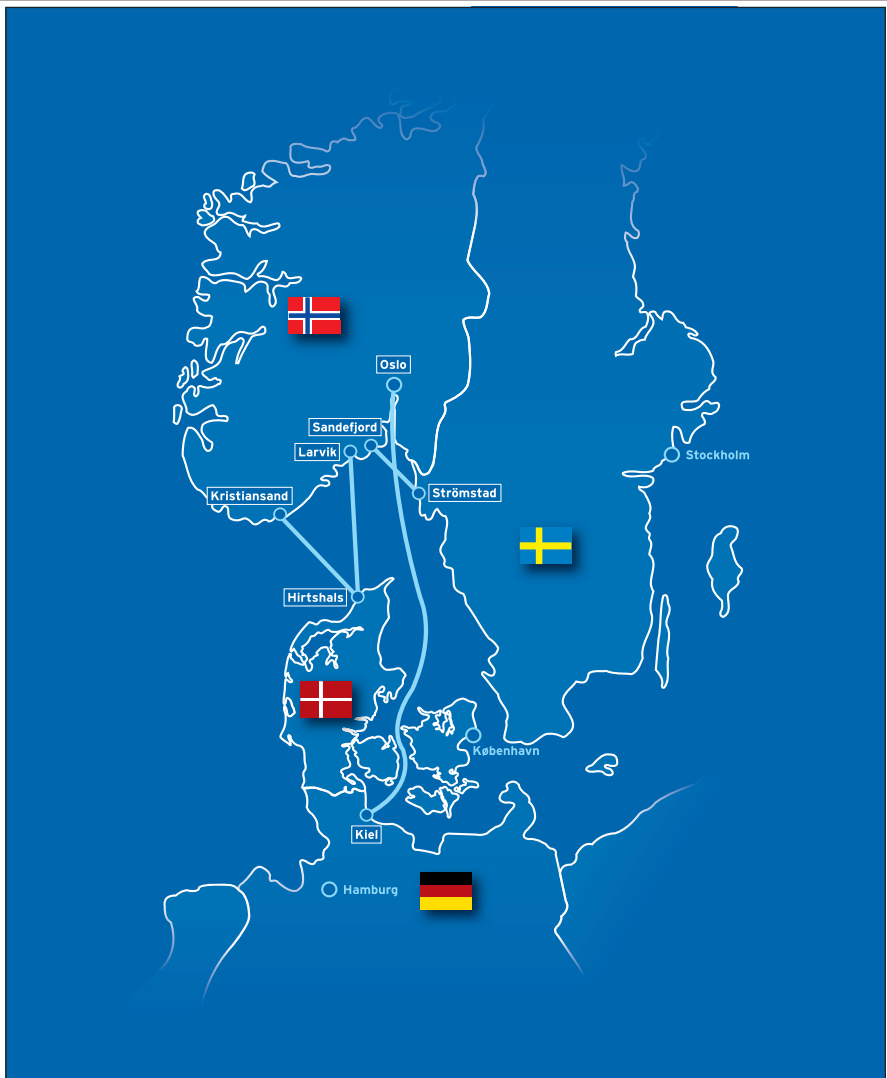 Oslo
Sandefjord
Larvik
Kristiansand
Strömstad
Stockholm
Hirtshals
København
Kiel
Hamburg